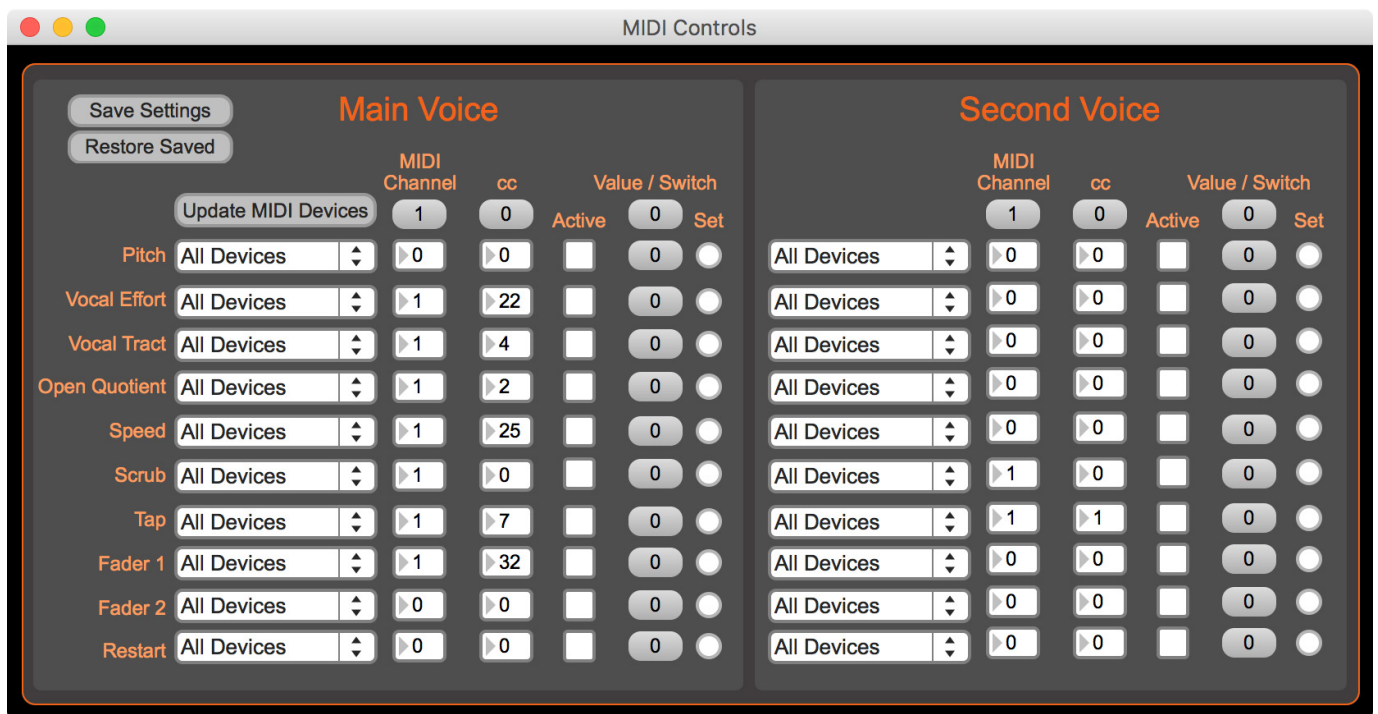 MIDI Controls
Save Settings
Main Voice
Second Voice
Restore Saved
MIDI
Channel cc Value / Switch
MIDI
Channel cc Value / Switch
Update MIDI Devices 1 0 Active 0 Set
1 0 Active 0 Set
Pitch All Devices 0 0 0
All Devices 0 0 0
Vocal Effort All Devices 1 22 0
All Devices 0 0 0
Vocal Tract All Devices 1 4 0
All Devices 0 0 0
Open Quotient All Devices 1 2 0
All Devices 0 0 0
Speed All Devices 1 25 0
All Devices 0 0 0
Scrub All Devices 1 0 0
All Devices 1 0 0
Tap All Devices 1 7 0
All Devices 1 1 0
Fader 1 All Devices 1 32 0
All Devices 0 0 0
Fader 2 All Devices 0 0 0
All Devices 0 0 0
Restart All Devices 0 0 0
All Devices 0 0 0